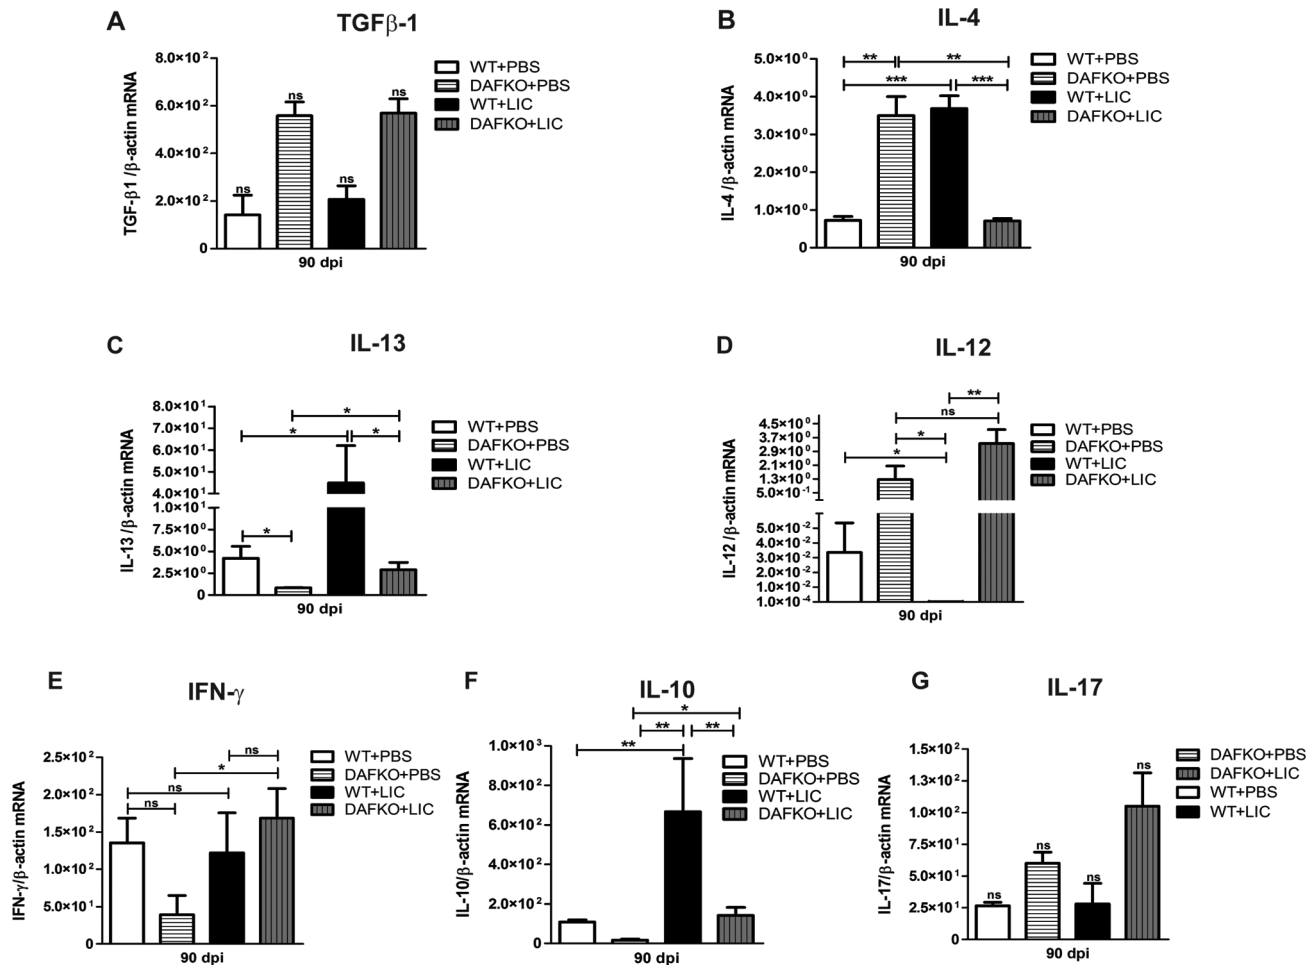 A
TGFβ-1
TGF-β1/β-actin mRNA
8.0×10²
6.0×10²
4.0×10²
2.0×10²
0
ns
ns
ns
ns
90 dpi
WT+PBS
DAFKO+PBS
WT+LIC
DAFKO+LIC
B
IL-4
IL-4/β-actin mRNA
5.0×10⁰
4.0×10⁰
3.0×10⁰
2.0×10⁰
1.0×10⁰
0
** **
*** ***
90 dpi
WT+PBS
DAFKO+PBS
WT+LIC
DAFKO+LIC
C
IL-13
IL-13/β-actin mRNA
8.0×10¹
7.0×10¹
6.0×10¹
5.0×10¹
4.0×10¹
1.0×10¹
7.5×10⁰
5.0×10⁰
2.5×10⁰
0
*
* *
*
90 dpi
WT+PBS
DAFKO+PBS
WT+LIC
DAFKO+LIC
D
IL-12
IL-12/β-actin mRNA
4.5×10⁰
3.7×10⁰
2.9×10⁰
2.1×10⁰
1.3×10⁰
5.0×10⁻¹
5.0×10⁻²
4.0×10⁻²
3.0×10⁻²
2.0×10⁻²
1.0×10⁻²
1.0×10⁻⁴
**
ns
*
*
90 dpi
WT+PBS
DAFKO+PBS
WT+LIC
DAFKO+LIC
E
IFN-γ
IFN-γ/β-actin mRNA
2.5×10²
2.0×10²
1.5×10²
1.0×10²
5.0×10¹
0
ns
*
ns
ns
90 dpi
WT+PBS
DAFKO+PBS
WT+LIC
DAFKO+LIC
F
IL-10
IL-10/β-actin mRNA
1.0×10³
8.0×10²
6.0×10²
4.0×10²
2.0×10²
0
*
** **
**
90 dpi
WT+PBS
DAFKO+PBS
WT+LIC
DAFKO+LIC
G
IL-17
IL-17/β-actin mRNA
1.5×10²
1.3×10²
1.0×10²
7.5×10¹
5.0×10¹
2.5×10¹
0
ns
ns
ns
ns
90 dpi
DAFKO+PBS
DAFKO+LIC
WT+PBS
WT+LIC